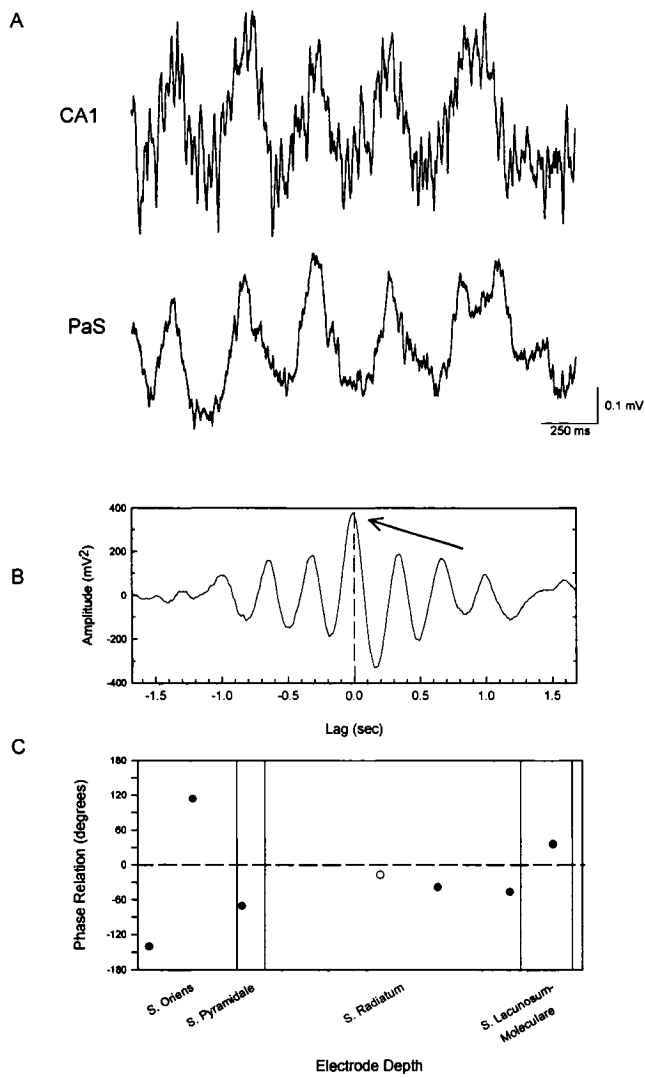 A
CA1
PaS
0.1 mV
250 ms
B
Amplitude (mV2)
400
200
0
-200
-400
-1.5 -1.0 -0.5 0.0 0.5 1.0 1.5
Lag (sec)
C
Phase Relation (degrees)
180
120
60
0
-60
-120
-180
S. Oriens
S. Pyramidale
S. Radiatum
S. Lacunosum-
Moleculare
Electrode Depth